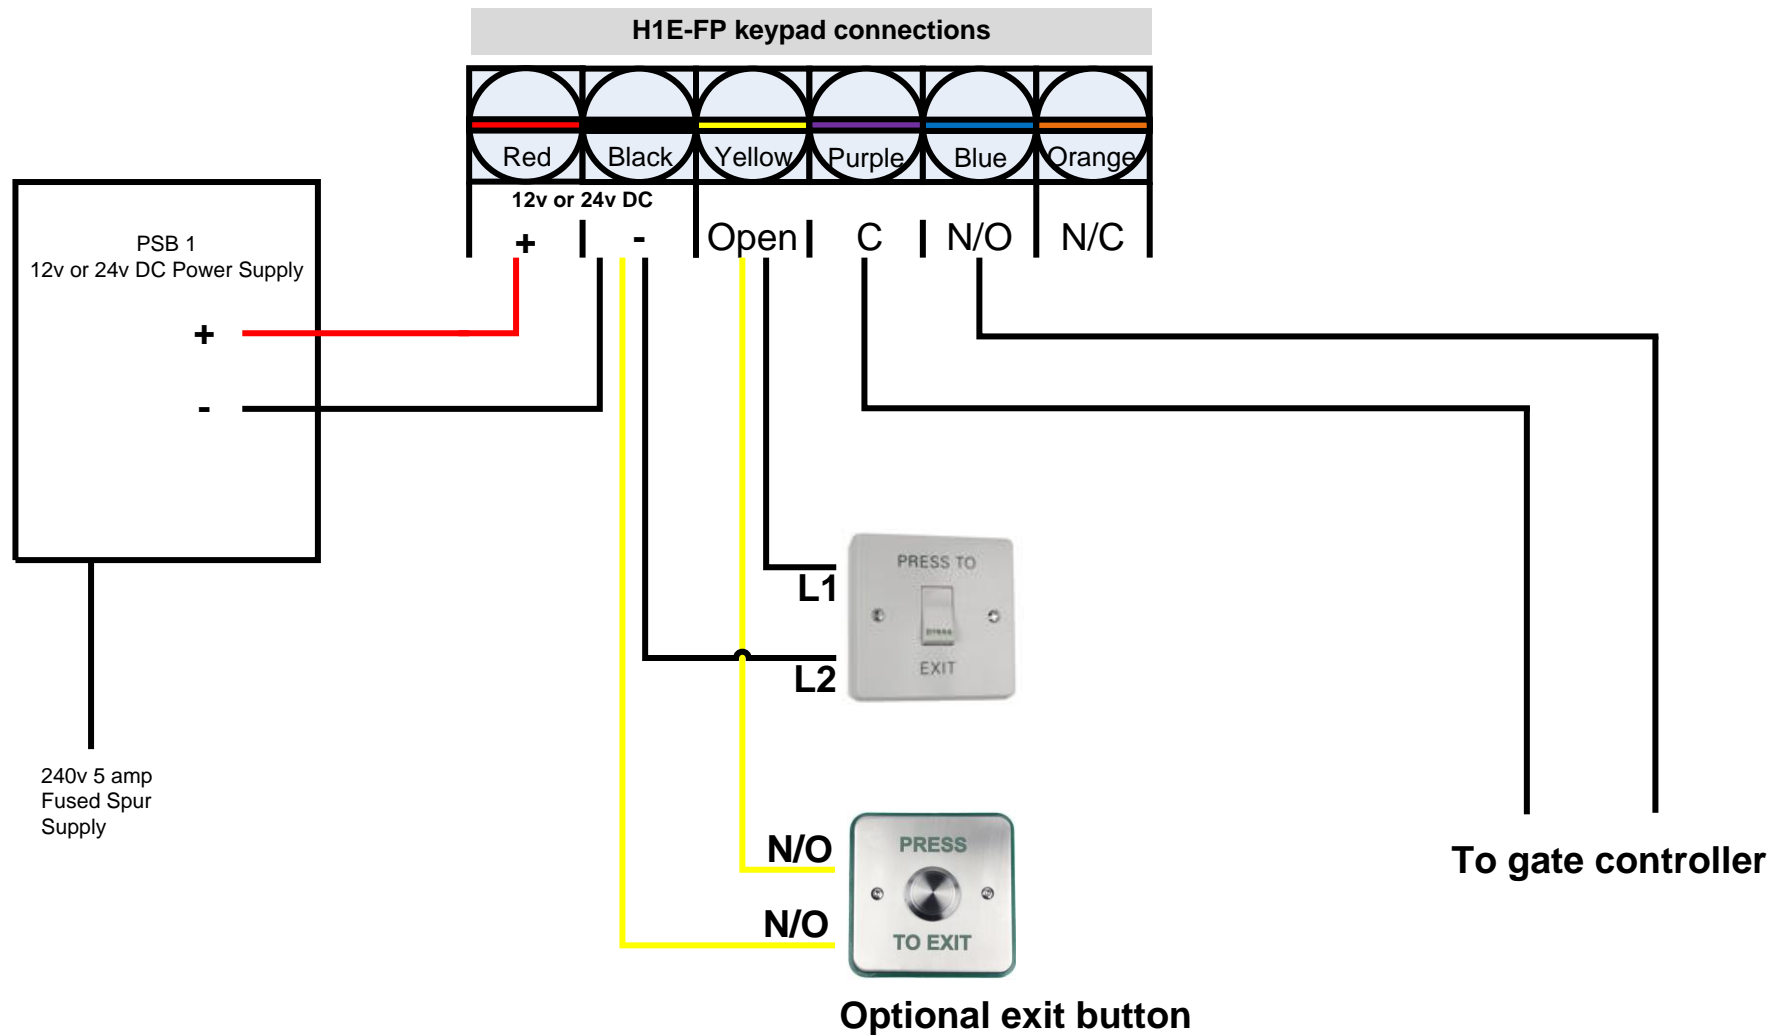 H1E-FP keypad connections
Red Black Yellow Purple Blue Orange
12v or 24v DC
+ - Open C N/O N/C
PSB 1
12v or 24v DC Power Supply
+
-
L1
L2
PRESS TO
press
EXIT
240v 5 amp
Fused Spur
Supply
N/O
N/O
PRESS
TO EXIT
To gate controller
Optional exit button